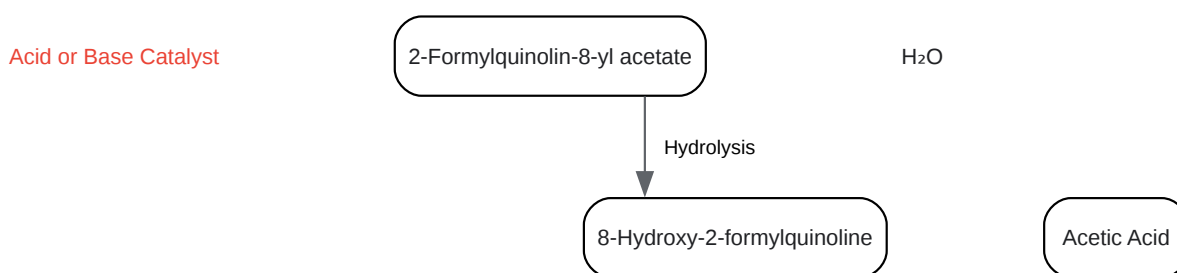 Acid or Base Catalyst
2-Formylquinolin-8-yl acetate
H₂O
Hydrolysis
8-Hydroxy-2-formylquinoline
Acetic Acid